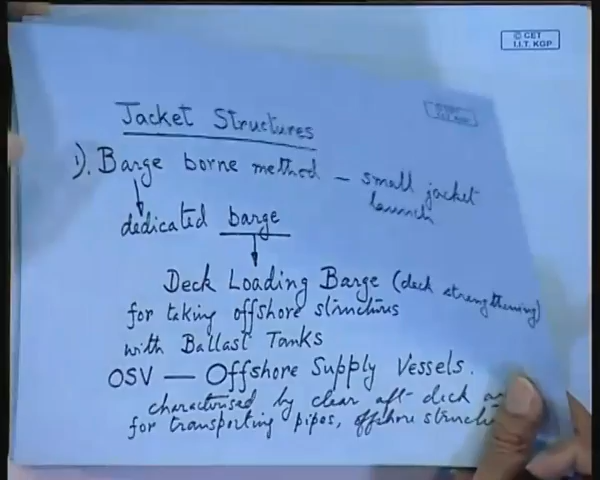 © CET
I.I.T. KGP
Jacket Structures
1). Barge borne method — small jacket
launch
dedicated barge
Deck Loading Barge (deck strengthening)
for taking offshore structures
with Ballast Tanks
OSV — Offshore Supply Vessels.
characterised by clear aft-deck
for transporting pipes, offshore